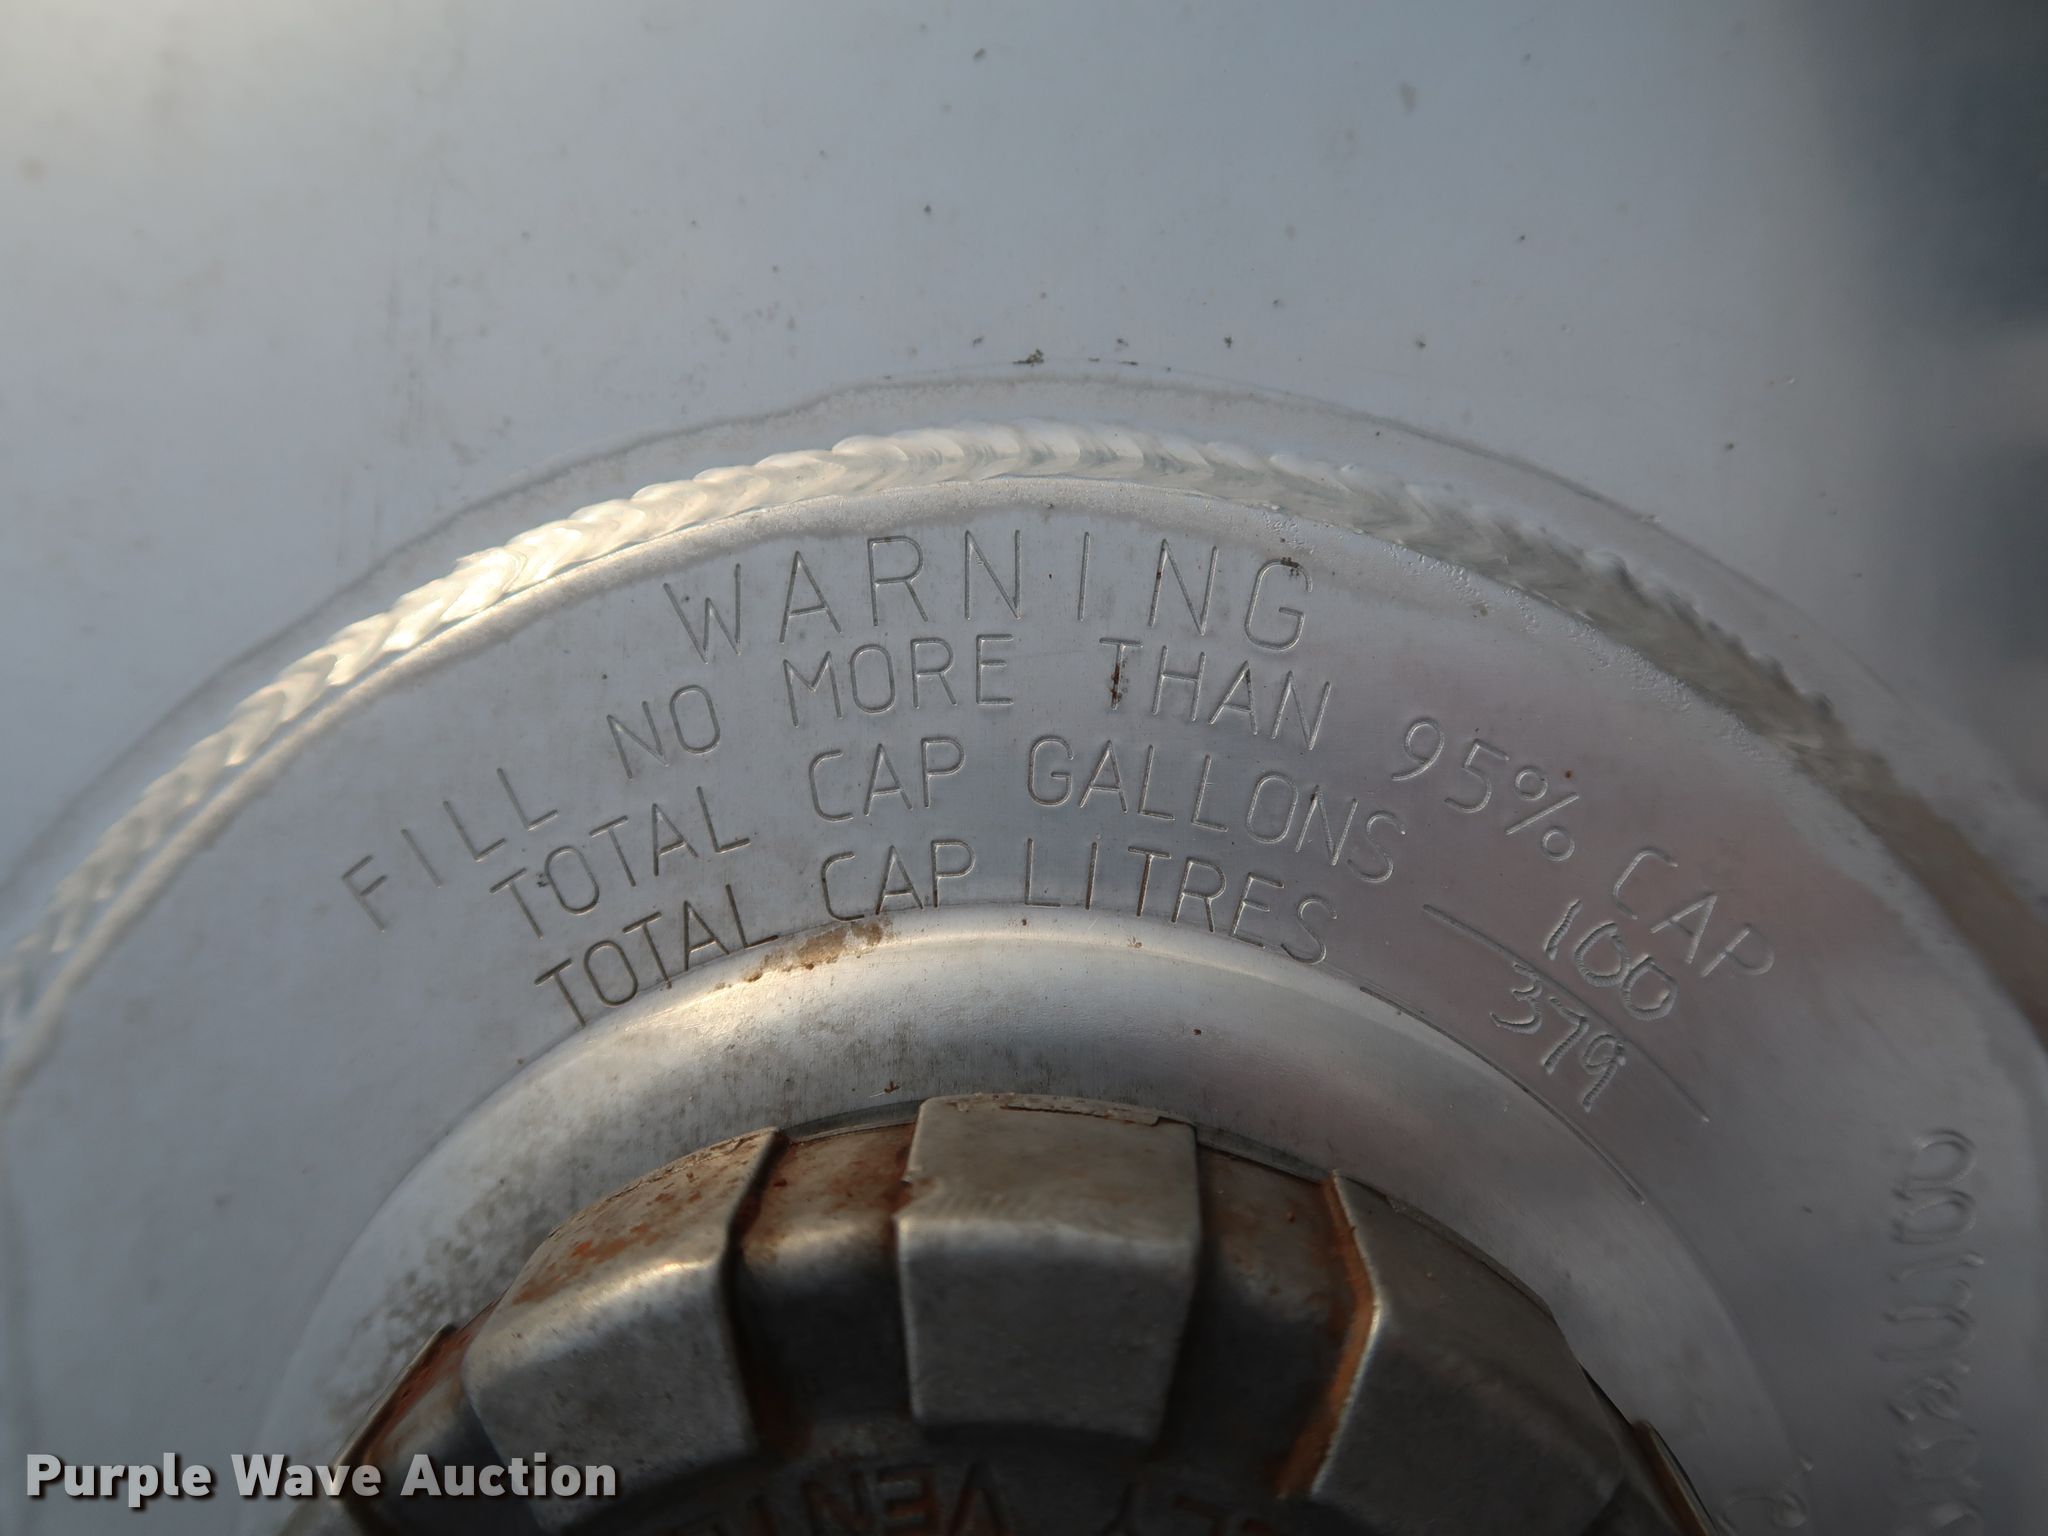 WARNING
FILL NO MORE THAN 95% CAP
TOTAL CAP GALLONS 100
TOTAL CAP LITRES 379
Purple Wave Auction